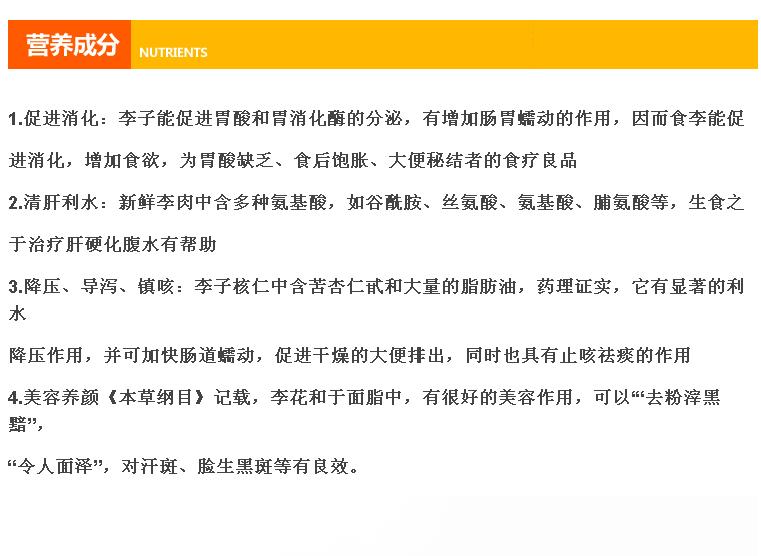 营养成分
NUTRIENTS
1.促进消化：李子能促进胃酸和胃消化酶的分泌，有增加肠胃蠕动的作用，因而食李能促
进消化，增加食欲，为胃酸缺乏、食后饱胀、大便秘结者的食疗良品
2.清肝利水：新鲜李肉中含多种氨基酸，如谷酰胺、丝氨酸、氨基酸、脯氨酸等，生食之
于治疗肝硬化腹水有帮助
3.降压、导泻、镇咳：李子核仁中含苦杏仁甙和大量的脂肪油，药理证实，它有显著的利
水
降压作用，并可加快肠道蠕动，促进干燥的大便排出，同时也具有止咳祛痰的作用
4.美容养颜《本草纲目》记载，李花和于面脂中，有很好的美容作用，可以“‘去粉滓黑
黯”，
“令人面泽”，对汗斑、脸生黑斑等有良效。